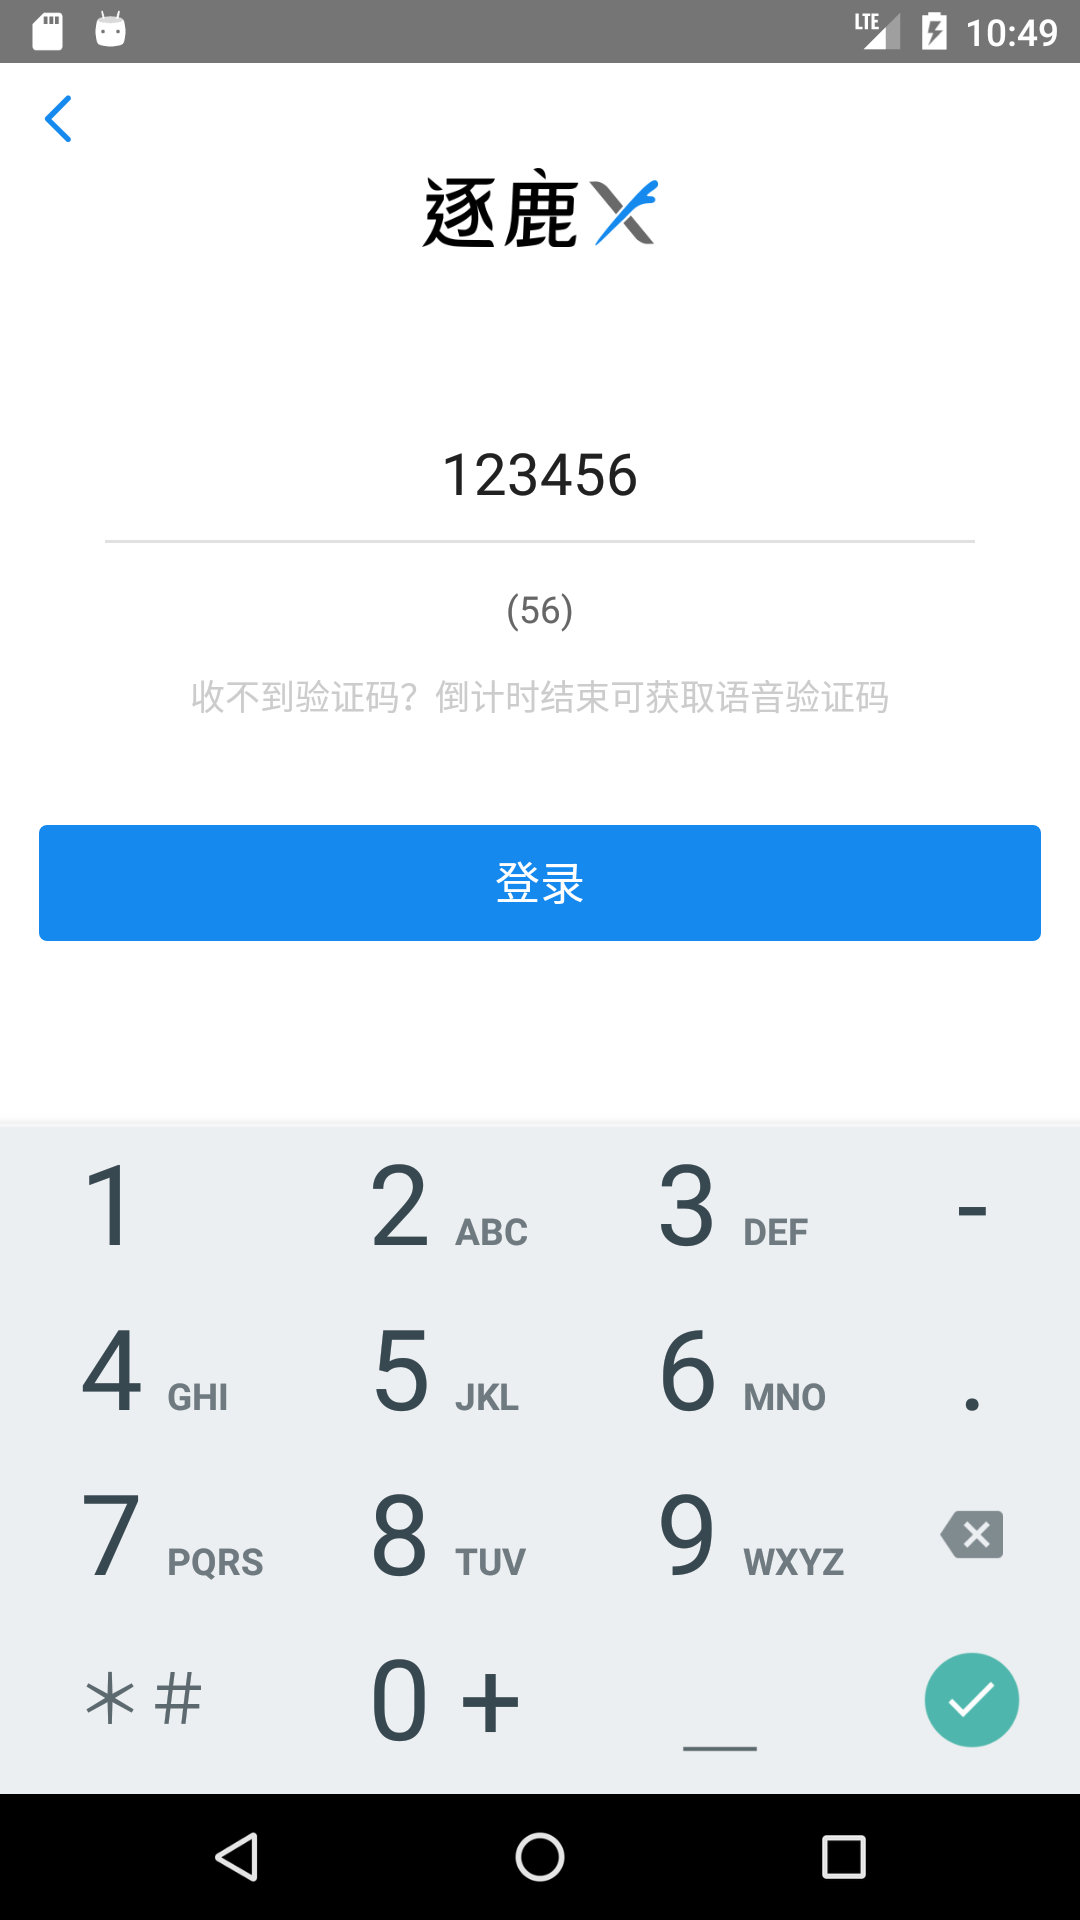 LTE 10:49
逐鹿X
123456
(56)
收不到验证码？倒计时结束可获取语音验证码
登录
1 2 ABC 3 DEF -
4 GHI 5 JKL 6 MNO .
7 PQRS 8 TUV 9 WXYZ
*# 0 + _